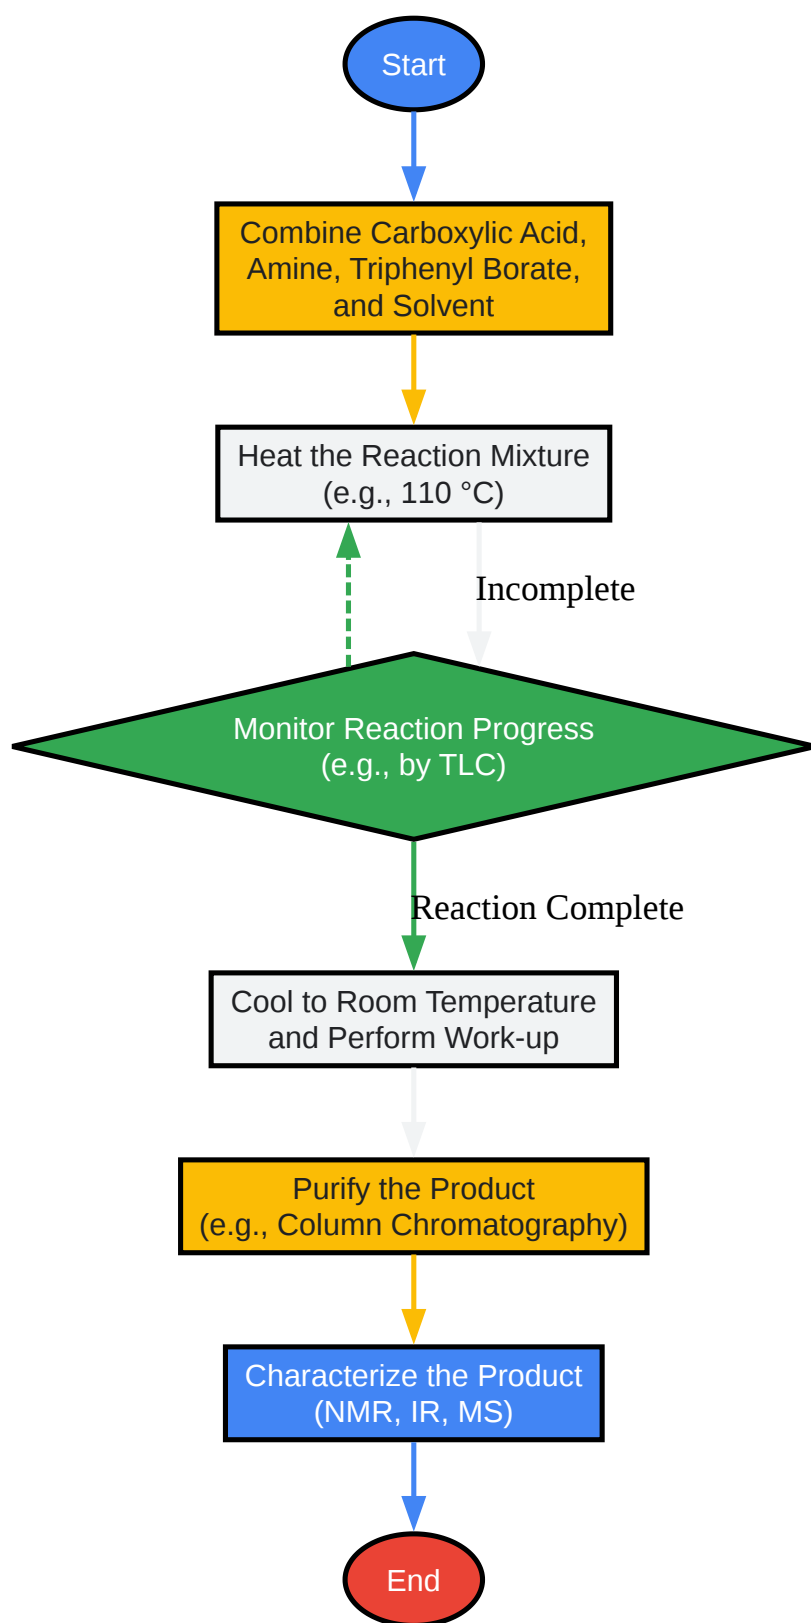 Start
Combine Carboxylic Acid,
Amine, Triphenyl Borate,
and Solvent
Heat the Reaction Mixture
(e.g., 110 °C)
Incomplete
Monitor Reaction Progress
(e.g., by TLC)
Reaction Complete
Cool to Room Temperature
and Perform Work-up
Purify the Product
(e.g., Column Chromatography)
Characterize the Product
(NMR, IR, MS)
End